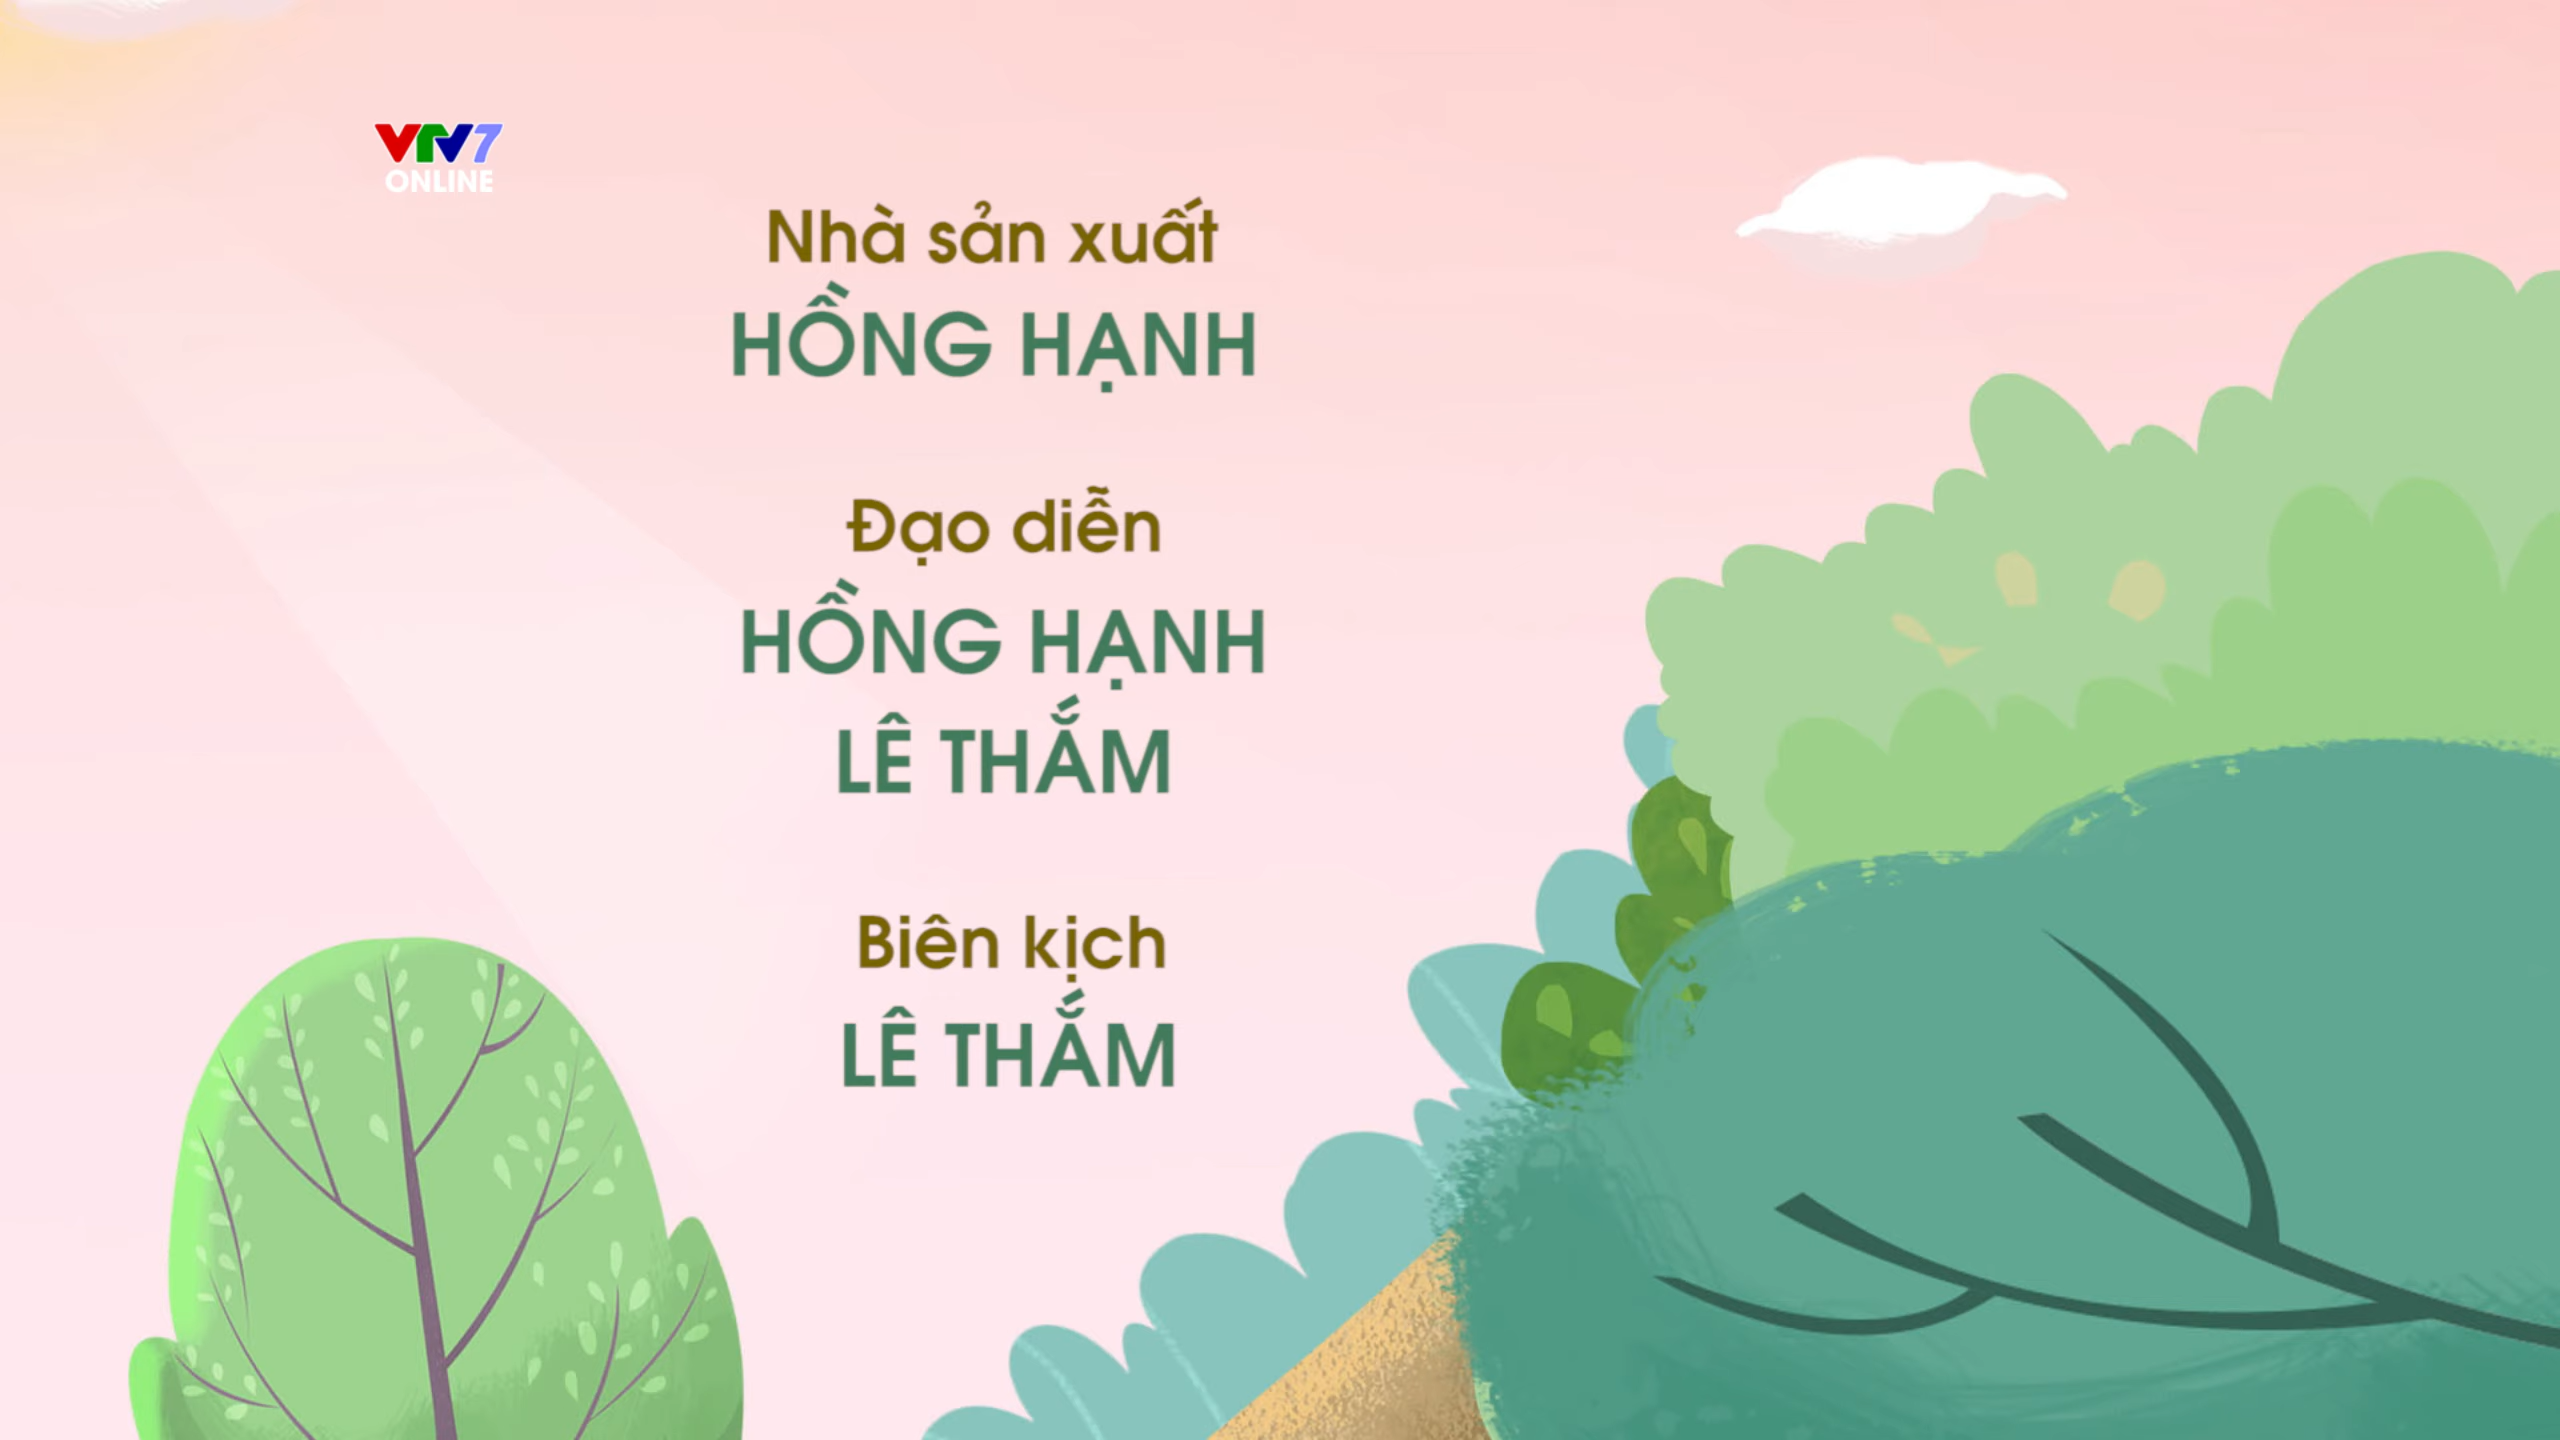 VTV7
ONLINE
Nhà sản xuất
HỒNG HẠNH
Đạo diễn
HỒNG HẠNH
LÊ THẮM
Biên kịch
LÊ THẮM